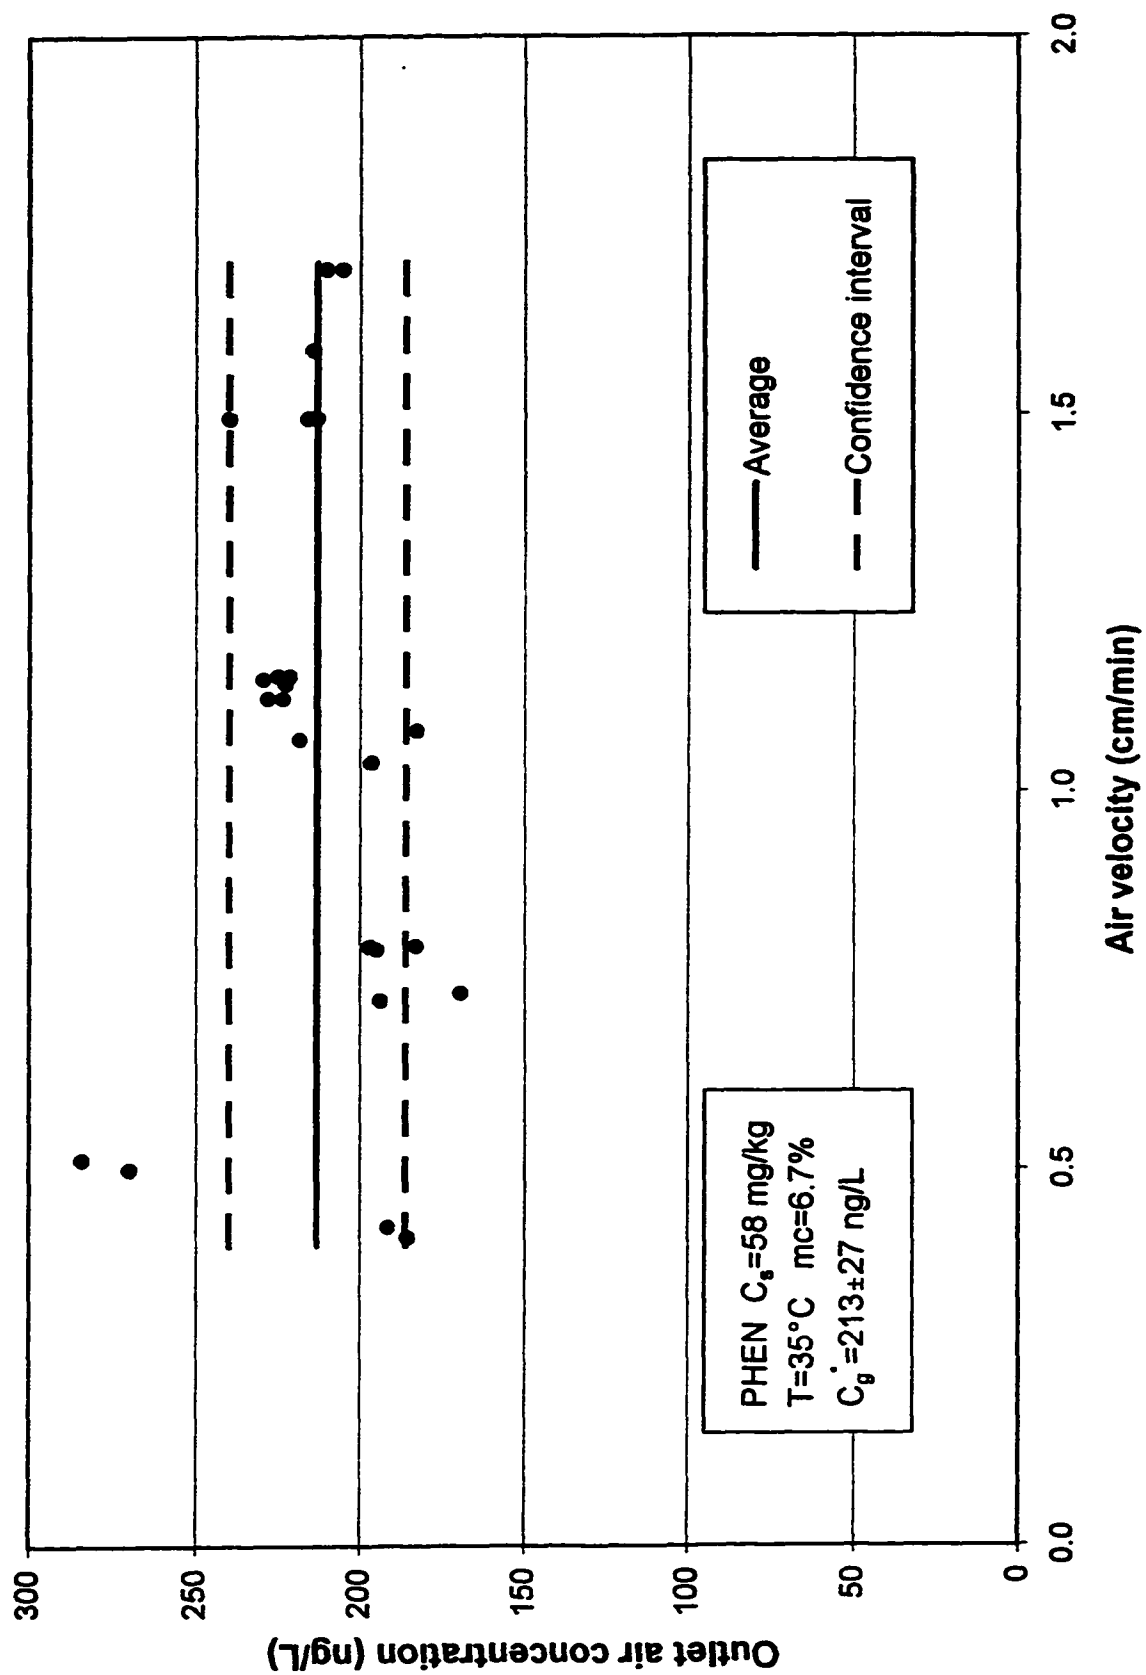 Outlet air concentration (ng/L)
300
250
200
150
100
50
0
PHEN Cs=58 mg/kg
T=35°C mc=6.7%
Cg*=213±27 ng/L
Average
Confidence interval
0.0
0.5
1.0
1.5
2.0
Air velocity (cm/min)